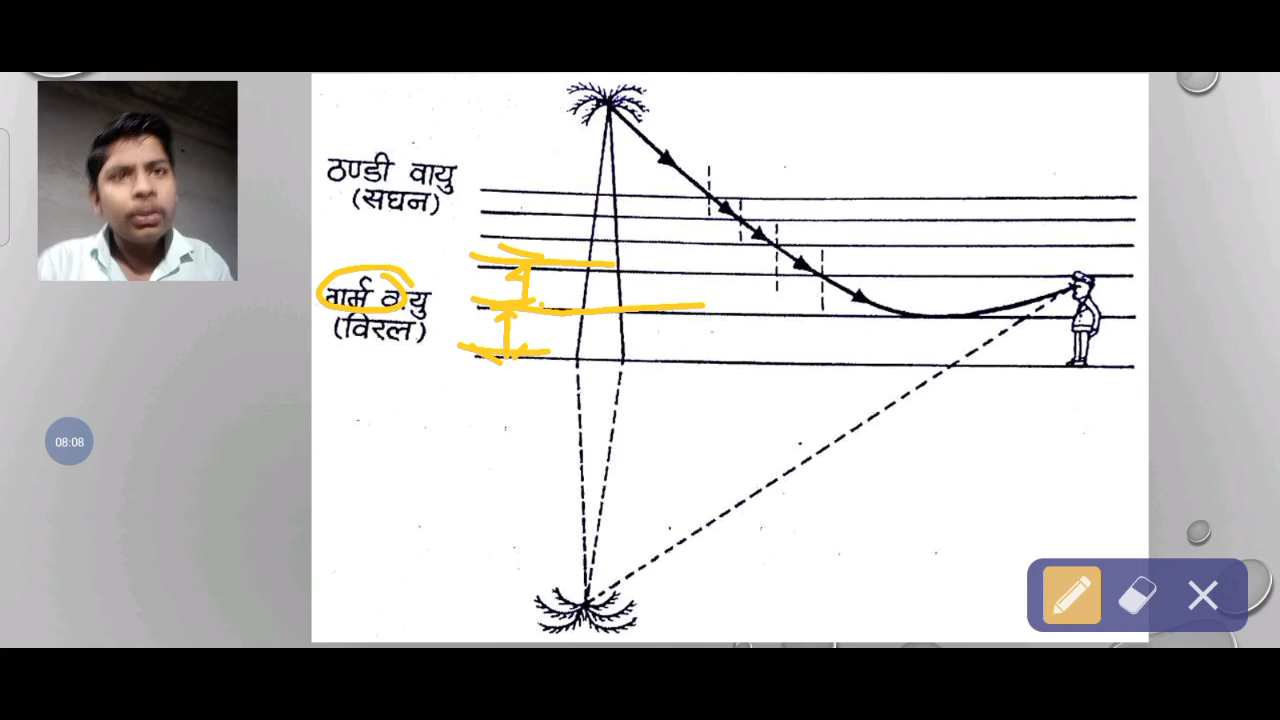 ठण्डी वायु
(सघन)
गर्म वायु
(विरल)
08:08